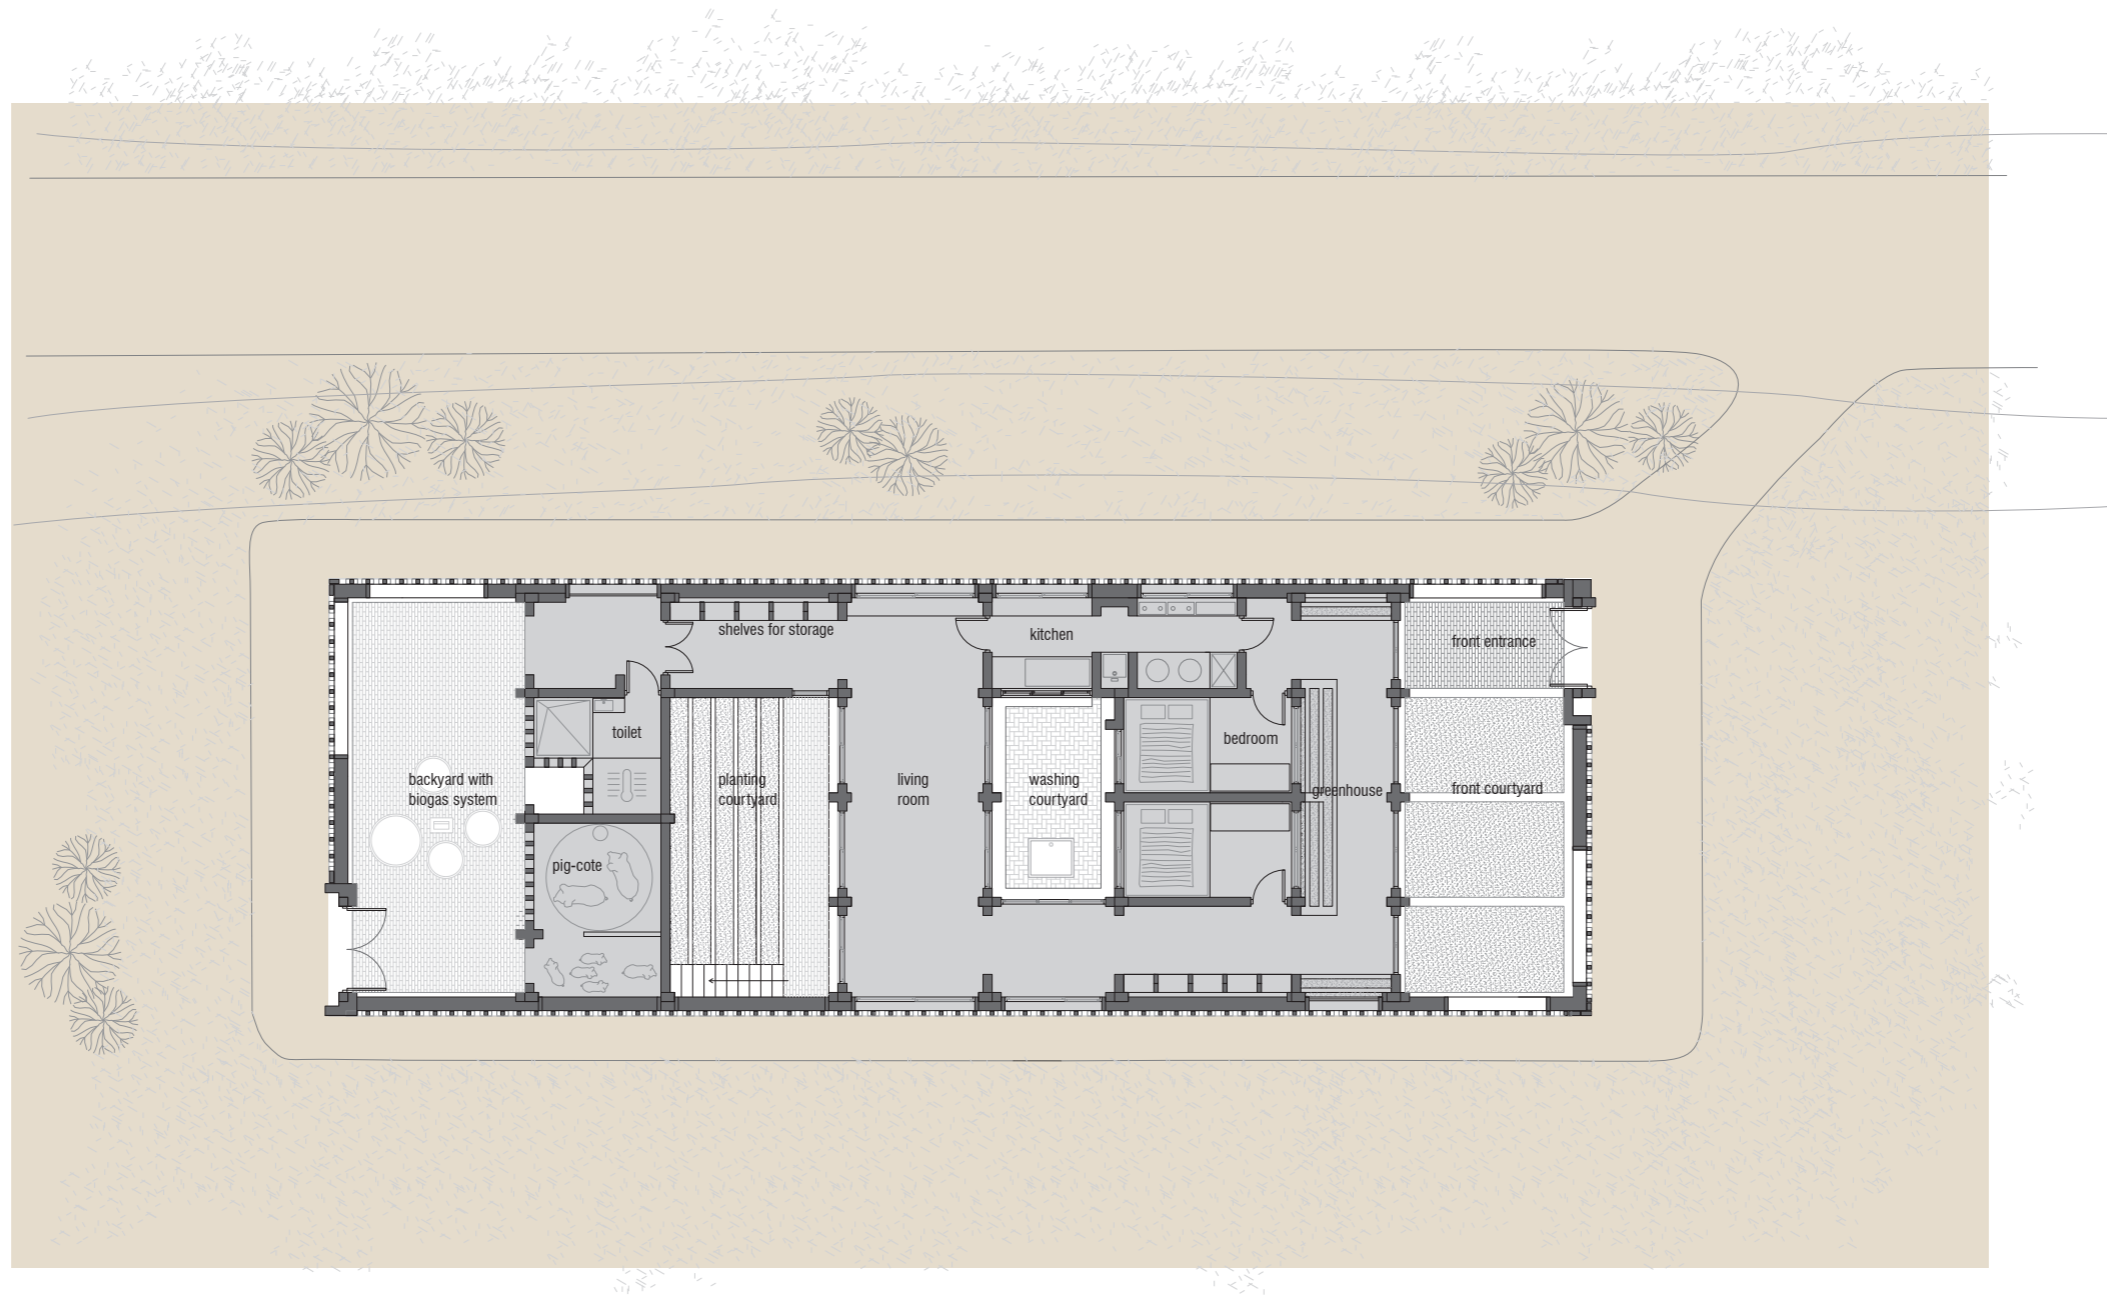 shelves for storage
kitchen
front entrance
toilet
bedroom
backyard with
biogas system
planting
courtyard
living
room
washing
courtyard
greenhouse
front courtyard
pig-cote